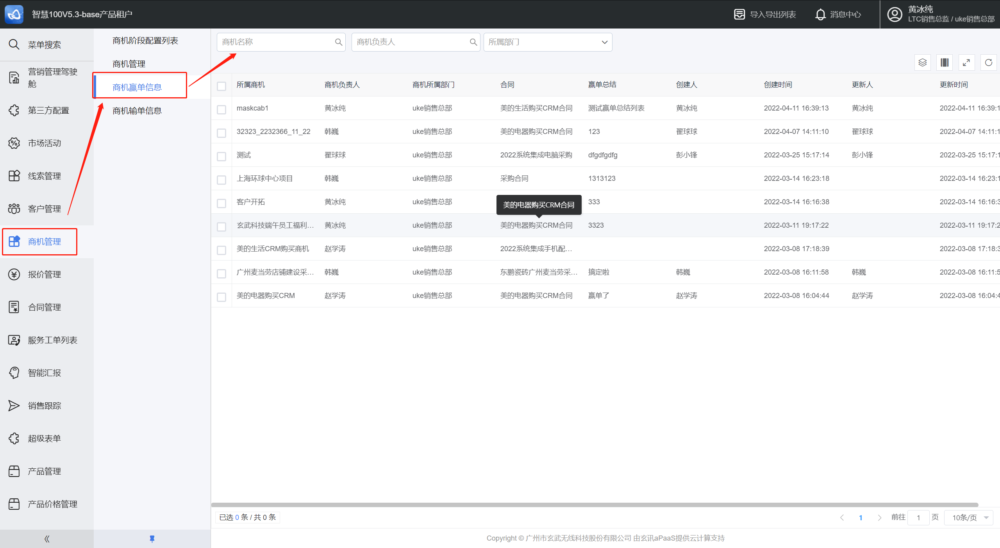 智慧100V5.3-base产品租户
导入导出列表
消息中心
黄冰纯
LTC销售总监 / uke销售总部
菜单搜索
营销管理驾驶
舱
第三方配置
市场活动
线索管理
客户管理
商机管理
报价管理
合同管理
服务工单列表
智能汇报
销售跟踪
超级表单
产品管理
产品价格管理
商机阶段配置列表
商机管理
商机赢单信息
商机输单信息
商机名称
商机负责人
所属部门
所属商机 商机负责人 商机所属部门 合同 赢单总结 创建人 创建时间 更新人 更新时间
maskcab1 黄冰纯 uke销售总部 美的生活购买CRM合同 测试赢单总结列表 黄冰纯 2022-04-11 16:39:13 黄冰纯 2022-04-11 16:39:1
32323_2232366_11_22 韩巍 uke销售总部 美的电器购买CRM合同 123 翟球球 2022-04-07 14:11:10 翟球球 2022-04-07 14:11:1
测试 翟球球 uke销售总部 2022系统集成电脑采购 dfgdfgdfg 彭小锋 2022-03-25 15:17:14 彭小锋 2022-03-25 15:17:1
上海环球中心项目 韩巍 uke销售总部 采购合同 1313123 2022-03-14 16:23:18 2022-03-14 16:23:1
客户开拓 黄冰纯 uke销售总部 美的电器购买CRM合同 333 2022-03-14 16:16:38 2022-03-14 16:16:3
玄武科技端午员工福利... 黄冰纯 uke销售总部 美的电器购买CRM合同 3323 2022-03-11 19:17:22 2022-03-11 19:17:2
美的生活CRM购买商机 赵学涛 uke销售总部 2022系统集成手机配... 2022-03-08 17:18:39 2022-03-08 17:18:3
广州麦当劳店铺建设采... 韩巍 uke销售总部 东鹏瓷砖广州麦当劳采... 搞定啦 韩巍 2022-03-08 16:11:58 韩巍 2022-03-08 16:11:5
美的电器购买CRM 赵学涛 uke销售总部 美的电器购买CRM合同 赢单了 赵学涛 2022-03-08 16:04:44 赵学涛 2022-03-08 16:04:4
已选 0 条 / 共 0 条
1 前往 1 页 10条/页
Copyright © 广州市玄武无线科技股份有限公司 由玄讯aPaaS提供云计算支持